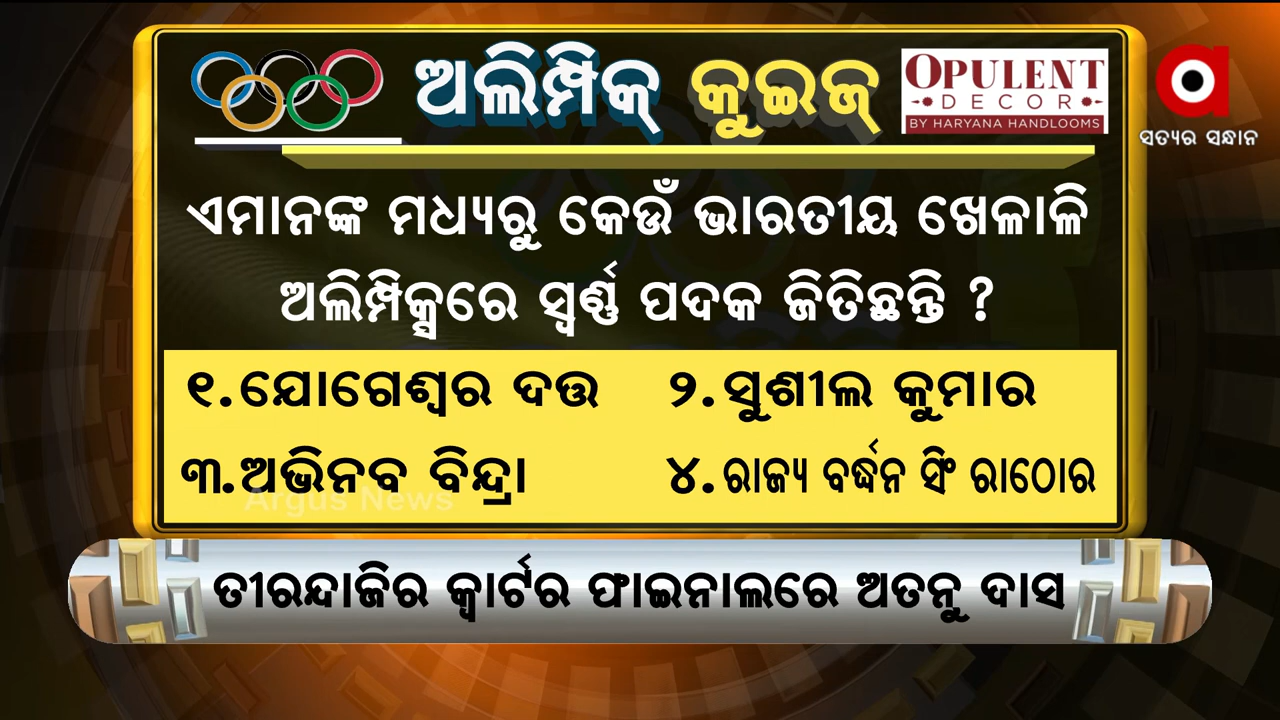 ଅଲିମ୍ପିକ୍ କୁଇଜ୍
OPULENT
DECOR
BY HARYANA HANDLOOMS
a
ସତ୍ୟର ସନ୍ଧାନ
ଏମାନଙ୍କ ମଧ୍ୟରୁ କେଉଁ ଭାରତୀୟ ଖେଳାଳି
ଅଲିମ୍ପିକ୍ସରେ ସ୍ୱର୍ଣ୍ଣ ପଦକ ଜିତିଛନ୍ତି ?
୧.ଯୋଗେଶ୍ୱର ଦତ୍ତ ୨.ସୁଶୀଲ କୁମାର
୩.ଅଭିନବ ବିନ୍ଦ୍ରା ୪.ରାଜ୍ୟ ବର୍ଦ୍ଧନ ସିଂ ରାଠୋର
Argus News
ତୀରନ୍ଦାଜିର କ୍ୱାର୍ଟର ଫାଇନାଲରେ ଅତନୁ ଦାସ